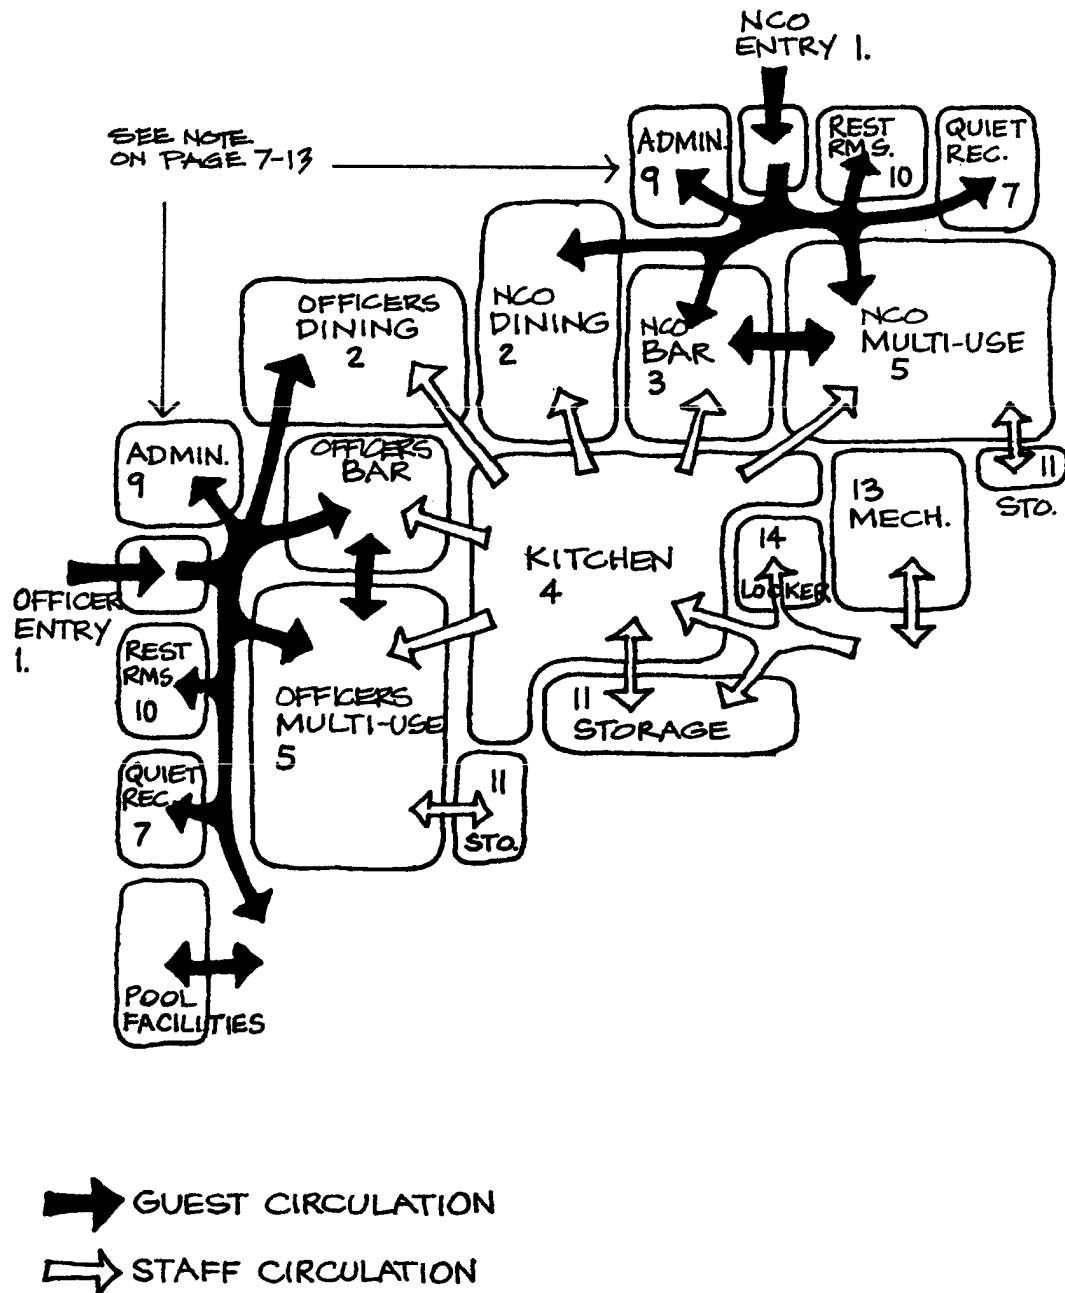 NCO
ENTRY 1.
SEE NOTE
ON PAGE 7-13
ADMIN.
9
REST
RMS.
10
QUIET
REC.
7
OFFICERS
DINING
2
NCO
DINING
2
NCO
BAR
3
NCO
MULTI-USE
5
ADMIN.
9
OFFICERS
BAR
11
STO.
13
MECH.
14
LOCKER
KITCHEN
4
OFFICER
ENTRY
1.
REST
RMS.
10
OFFICERS
MULTI-USE
5
11
STORAGE
QUIET
REC.
7
11
STO.
POOL
FACILITIES
GUEST CIRCULATION
STAFF CIRCULATION